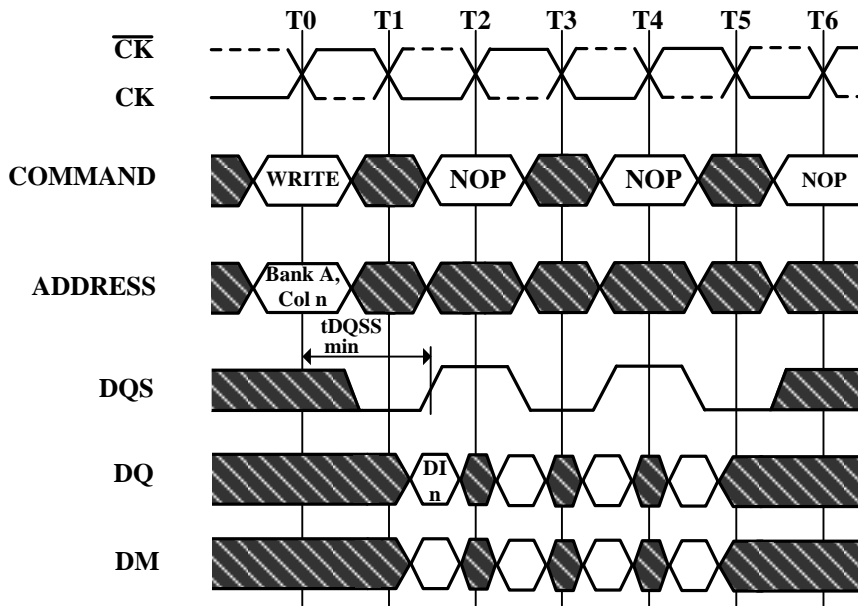 T0 T1 T2 T3 T4 T5 T6
CK
CK
COMMAND WRITE NOP NOP NOP
ADDRESS Bank A,
Col n
tDQSS
min
DQS
DQ DI
n
DM